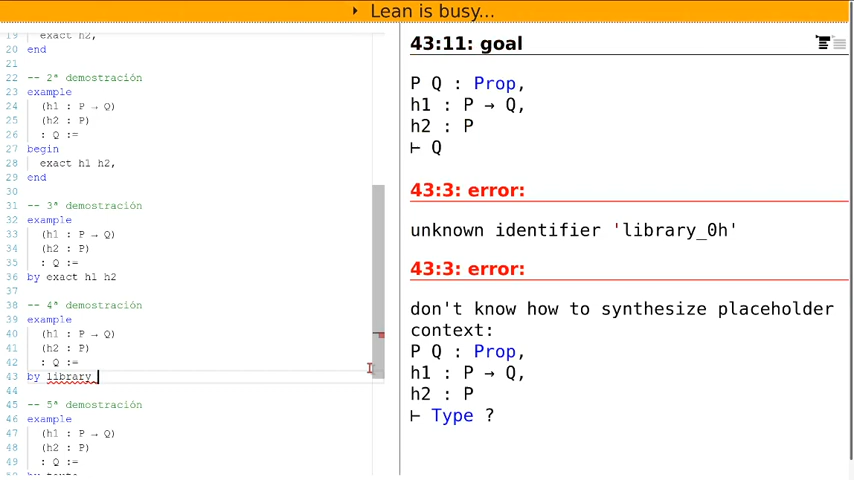 Lean is busy...
19 exact h2,
20 end
21
22 -- 2ª demostración
23 example
24 (h1 : P → Q)
25 (h2 : P)
26 : Q :=
27 begin
28 exact h1 h2,
29 end
30
31 -- 3ª demostración
32 example
33 (h1 : P → Q)
34 (h2 : P)
35 : Q :=
36 by exact h1 h2
37
38 -- 4ª demostración
39 example
40 (h1 : P → Q)
41 (h2 : P)
42 : Q :=
43 by library_
44
45 -- 5ª demostración
46 example
47 (h1 : P → Q)
48 (h2 : P)
49 : Q :=
43:11: goal
P Q : Prop,
h1 : P → Q,
h2 : P
⊢ Q
43:3: error:
unknown identifier 'library_0h'
43:3: error:
don't know how to synthesize placeholder
context:
P Q : Prop,
h1 : P → Q,
h2 : P
⊢ Type ?